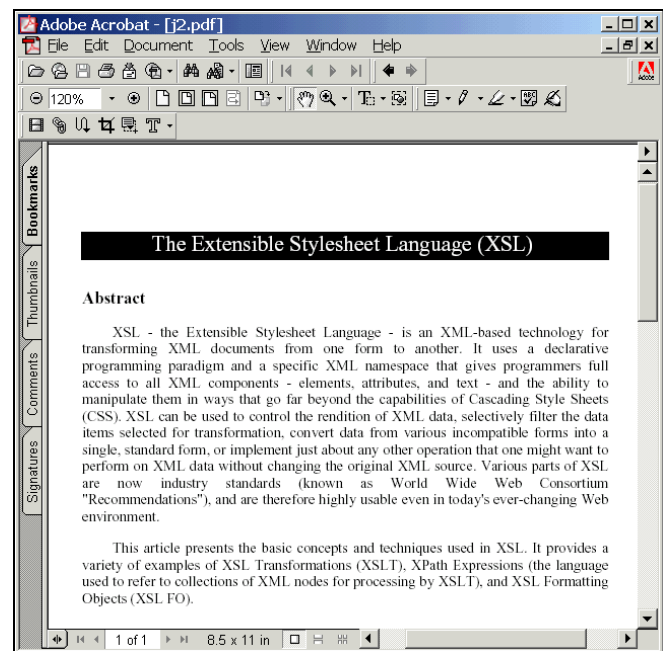 Adobe Acrobat - [j2.pdf]
File Edit Document Tools View Window Help
Adobe
120%
Bookmarks
Thumbnails
Comments
Signatures
The Extensible Stylesheet Language (XSL)
Abstract
XSL - the Extensible Stylesheet Language - is an XML-based technology for
transforming XML documents from one form to another. It uses a declarative
programming paradigm and a specific XML namespace that gives programmers full
access to all XML components - elements, attributes, and text - and the ability to
manipulate them in ways that go far beyond the capabilities of Cascading Style Sheets
(CSS). XSL can be used to control the rendition of XML data, selectively filter the data
items selected for transformation, convert data from various incompatible forms into a
single, standard form, or implement just about any other operation that one might want to
perform on XML data without changing the original XML source. Various parts of XSL
are now industry standards (known as World Wide Web Consortium
"Recommendations"), and are therefore highly usable even in today's ever-changing Web
environment.
This article presents the basic concepts and techniques used in XSL. It provides a
variety of examples of XSL Transformations (XSLT), XPath Expressions (the language
used to refer to collections of XML nodes for processing by XSLT), and XSL Formatting
Objects (XSL FO).
1 of 1 8.5 x 11 in